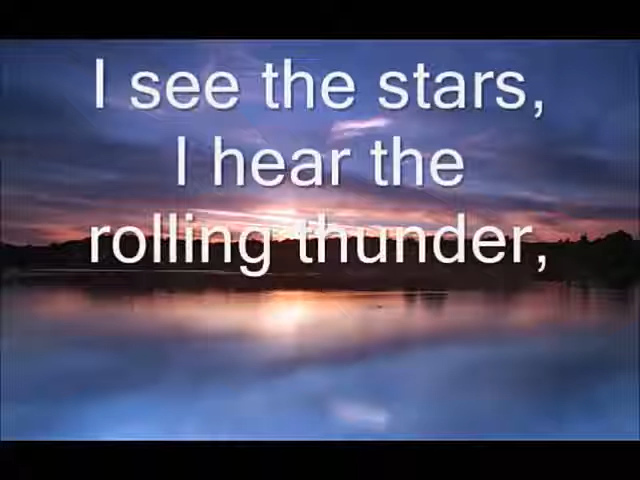 I see the stars,
I hear the
rolling thunder,